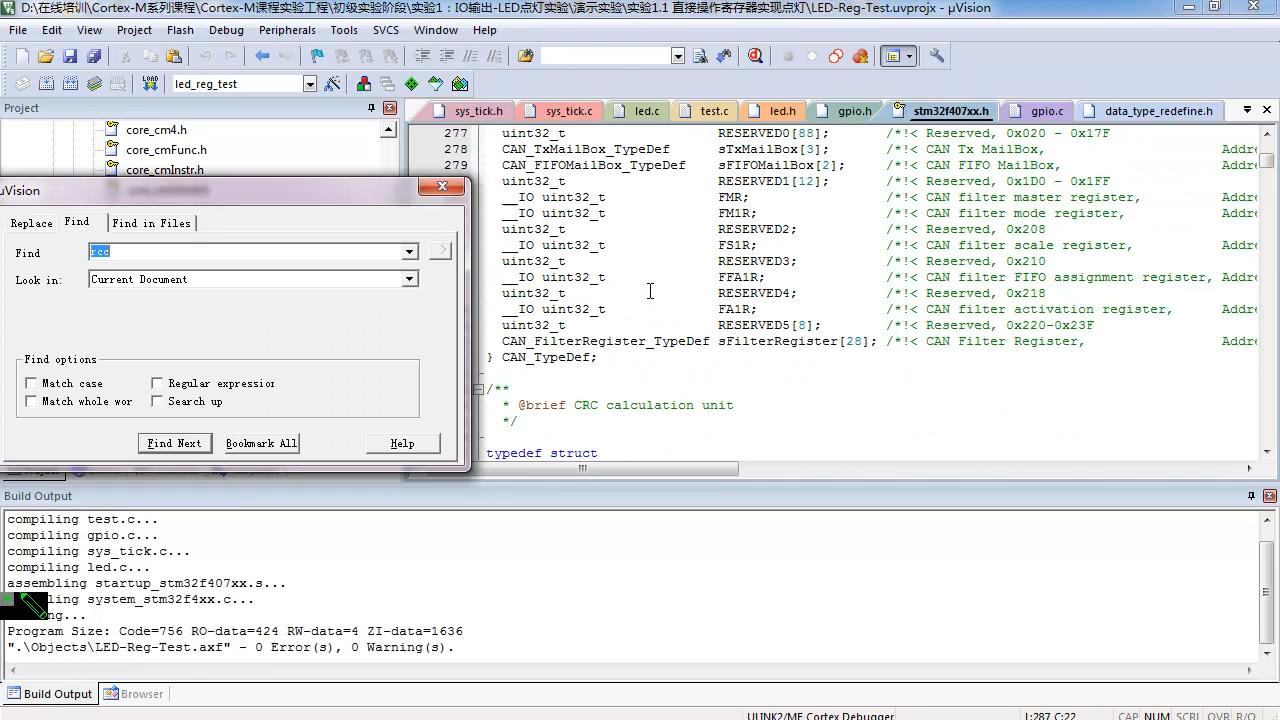 D:\在线培训\Cortex-M系列课程\Cortex-M课程实验工程\初级实验阶段\实验1：IO输出-LED点灯实验\演示实验\实验1.1 直接操作寄存器实现点灯\LED-Reg-Test.uvprojx - µVision
File Edit View Project Flash Debug Peripherals Tools SVCS Window Help
LOAD led_reg_test
Project
core_cm4.h
core_cmFunc.h
core_cmInstr.h
sys_tick.h sys_tick.c led.c test.c led.h gpio.h stm32f407xx.h gpio.c data_type_redefine.h
277 uint32_t RESERVED0[88]; /*!< Reserved, 0x020 - 0x17F
278 CAN_TxMailBox_TypeDef sTxMailBox[3]; /*!< CAN Tx MailBox, Addre
279 CAN_FIFOMailBox_TypeDef sFIFOMailBox[2]; /*!< CAN FIFO MailBox, Addre
uint32_t RESERVED1[12]; /*!< Reserved, 0x1D0 - 0x1FF
__IO uint32_t FMR; /*!< CAN filter master register, Addre
__IO uint32_t FM1R; /*!< CAN filter mode register, Addre
uint32_t RESERVED2; /*!< Reserved, 0x208
__IO uint32_t FS1R; /*!< CAN filter scale register, Addre
uint32_t RESERVED3; /*!< Reserved, 0x210
__IO uint32_t FFA1R; /*!< CAN filter FIFO assignment register, Addre
uint32_t RESERVED4; /*!< Reserved, 0x218
__IO uint32_t FA1R; /*!< CAN filter activation register, Addre
uint32_t RESERVED5[8]; /*!< Reserved, 0x220-0x23F
CAN_FilterRegister_TypeDef sFilterRegister[28]; /*!< CAN Filter Register, Addre
} CAN_TypeDef;
/**
* @brief CRC calculation unit
*/
typedef struct
µVision
Replace Find Find in Files
Find rcc
Look in: Current Document
Find options
Match case Regular expression
Match whole wor Search up
Find Next Bookmark All Help
Build Output
compiling test.c...
compiling gpio.c...
compiling sys_tick.c...
compiling led.c...
assembling startup_stm32f407xx.s...
ling system_stm32f4xx.c...
ng...
Program Size: Code=756 RO-data=424 RW-data=4 ZI-data=1636
".\Objects\LED-Reg-Test.axf" - 0 Error(s), 0 Warning(s).
Build Output Browser
ULINK2/ME Cortex Debugger L:287 C:22 CAP NUM SCRL OVR R/O